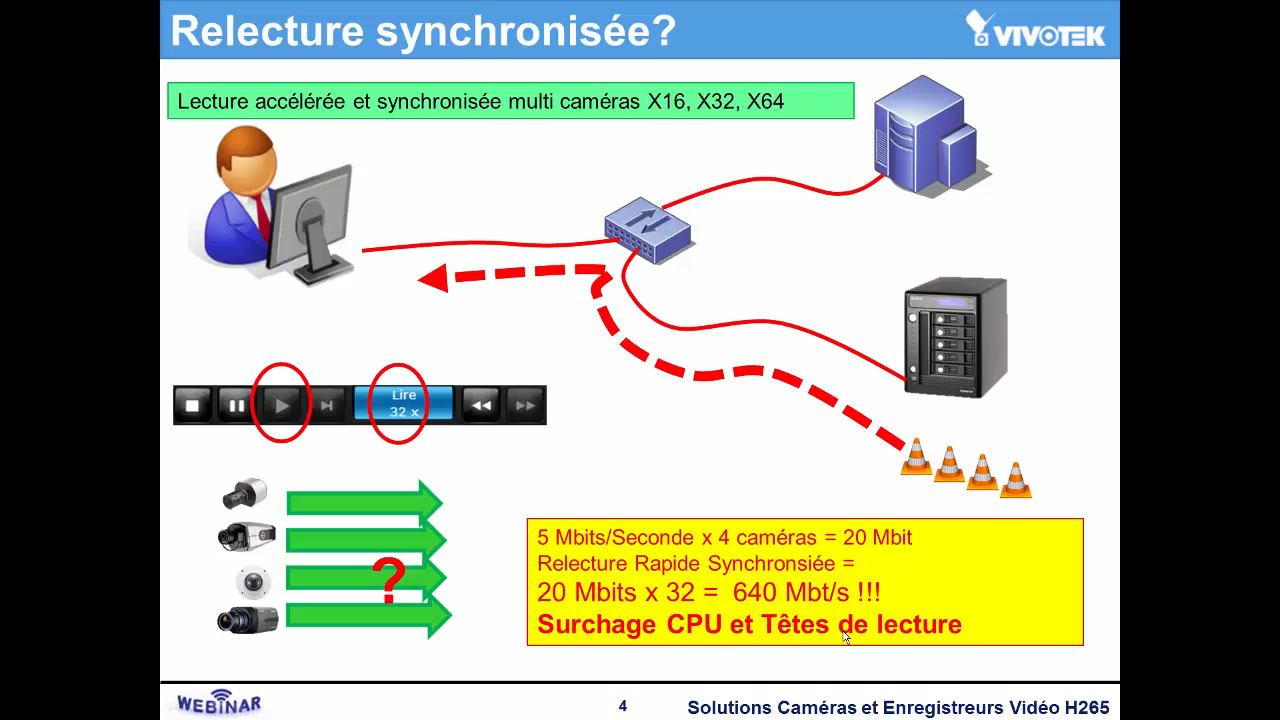 Relecture synchronisée?
VIVOTEK
Lecture accélérée et synchronisée multi caméras X16, X32, X64
Lire
32 x
?
5 Mbits/Seconde x 4 caméras = 20 Mbit
Relecture Rapide Synchronsiée =
20 Mbits x 32 = 640 Mbt/s !!!
Surchage CPU et Têtes de lecture
WEBINAR
4
Solutions Caméras et Enregistreurs Vidéo H265